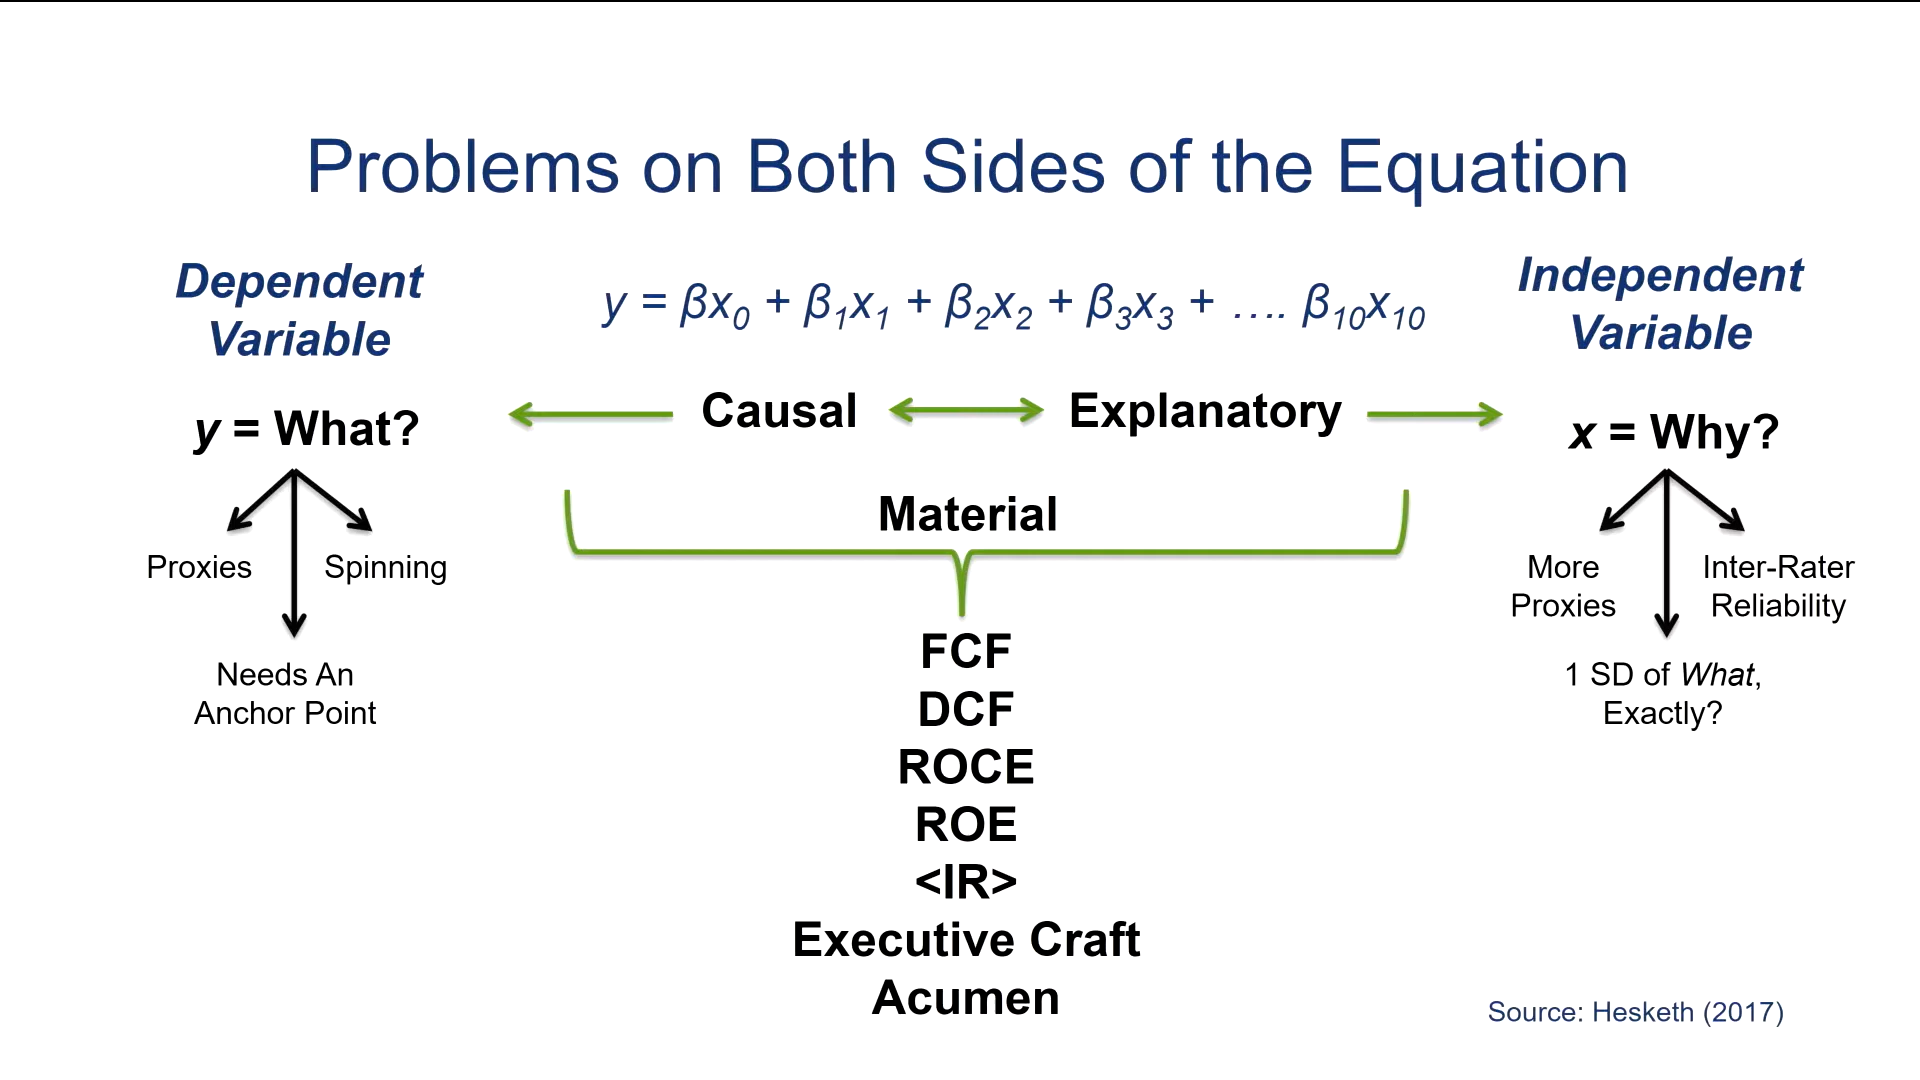 Problems on Both Sides of the Equation
Dependent
Variable
y = βx₀ + β₁x₁ + β₂x₂ + β₃x₃ + …. β₁₀x₁₀
Independent
Variable
y = What?
Causal
Explanatory
x = Why?
Material
Proxies
Spinning
Needs An
Anchor Point
More
Proxies
Inter-Rater
Reliability
1 SD of What,
Exactly?
FCF
DCF
ROCE
ROE
<IR>
Executive Craft
Acumen
Source: Hesketh (2017)